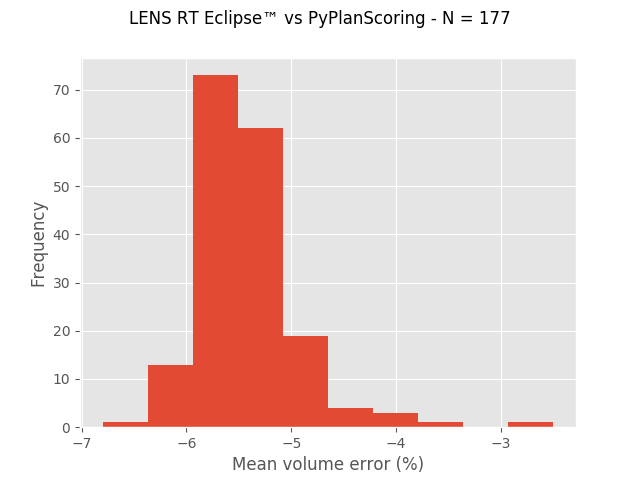 LENS RT Eclipse™ vs PyPlanScoring - N = 177
70
60
50
40
30
20
10
0
Frequency
−7 −6 −5 −4 −3
Mean volume error (%)